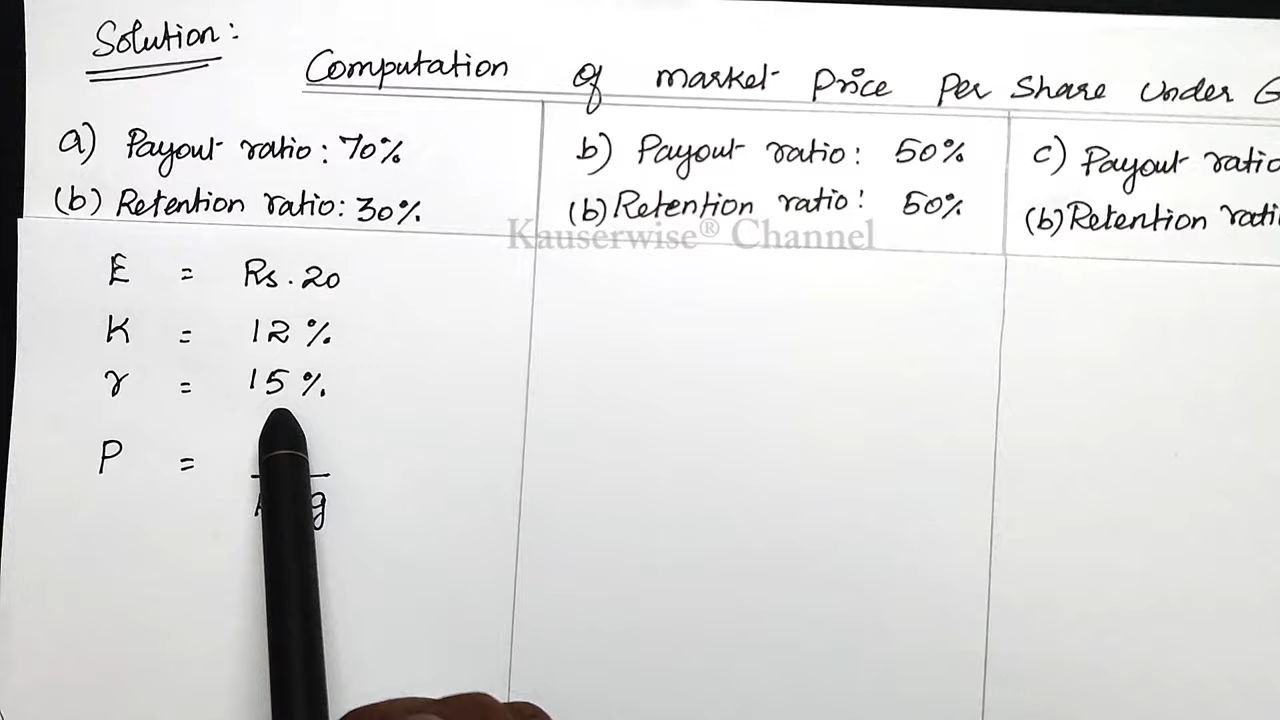 Solution:
Computation of market Price Per Share Under G
a) Payout ratio: 70%
(b) Retention ratio: 30%
b) Payout ratio: 50%
(b) Retention ratio: 50%
c) Payout ratio
(b) Retention rati
Kauserwise® Channel
E = Rs. 20
K = 12%
r = 15%
P =
g